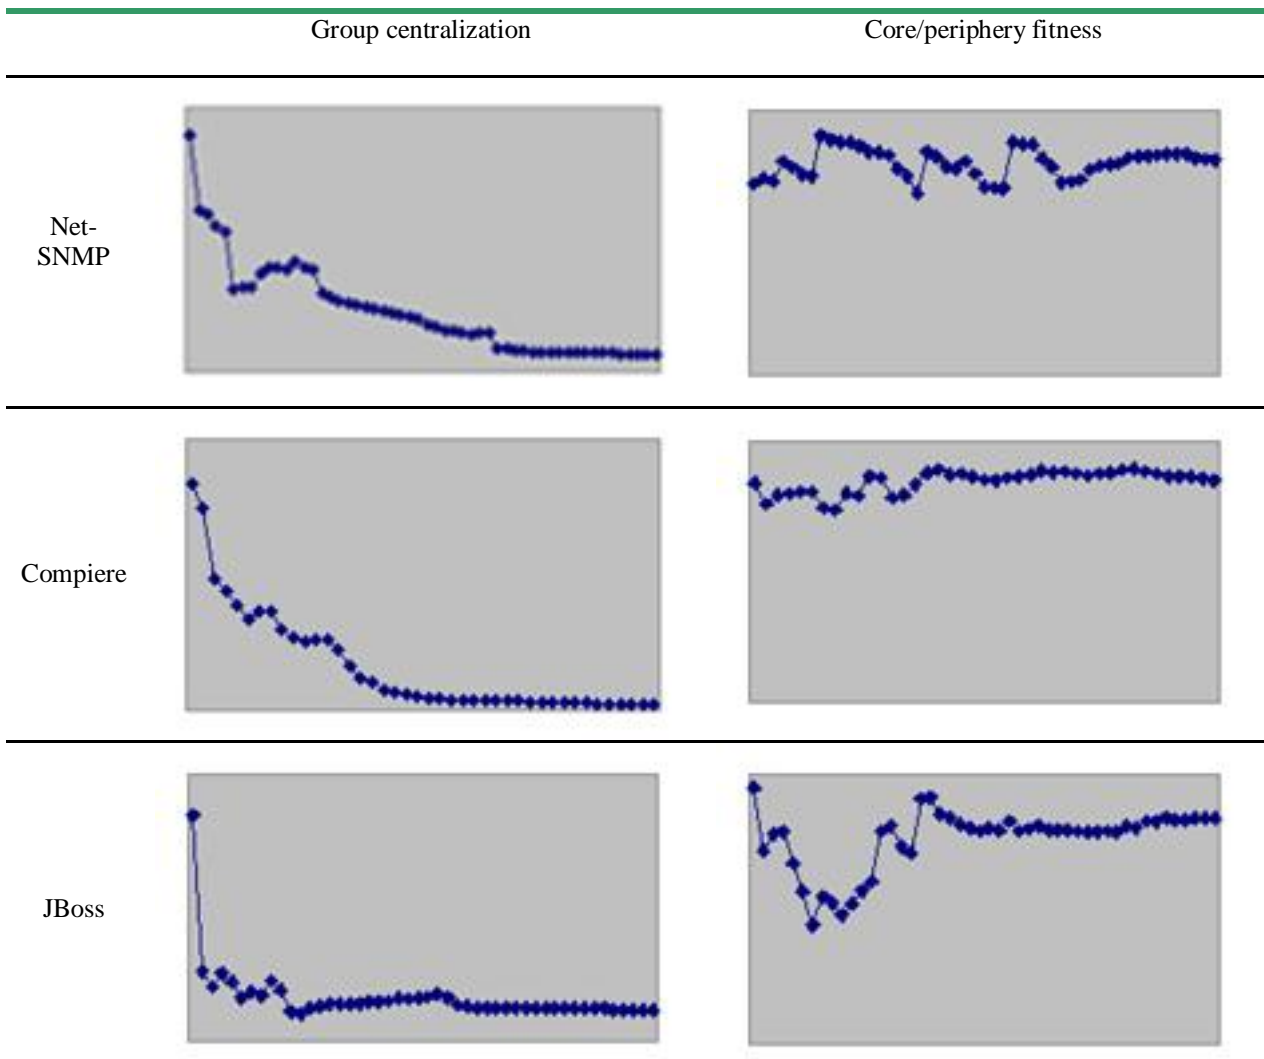 Group centralization
Core/periphery fitness
Net-
SNMP
Compiere
JBoss